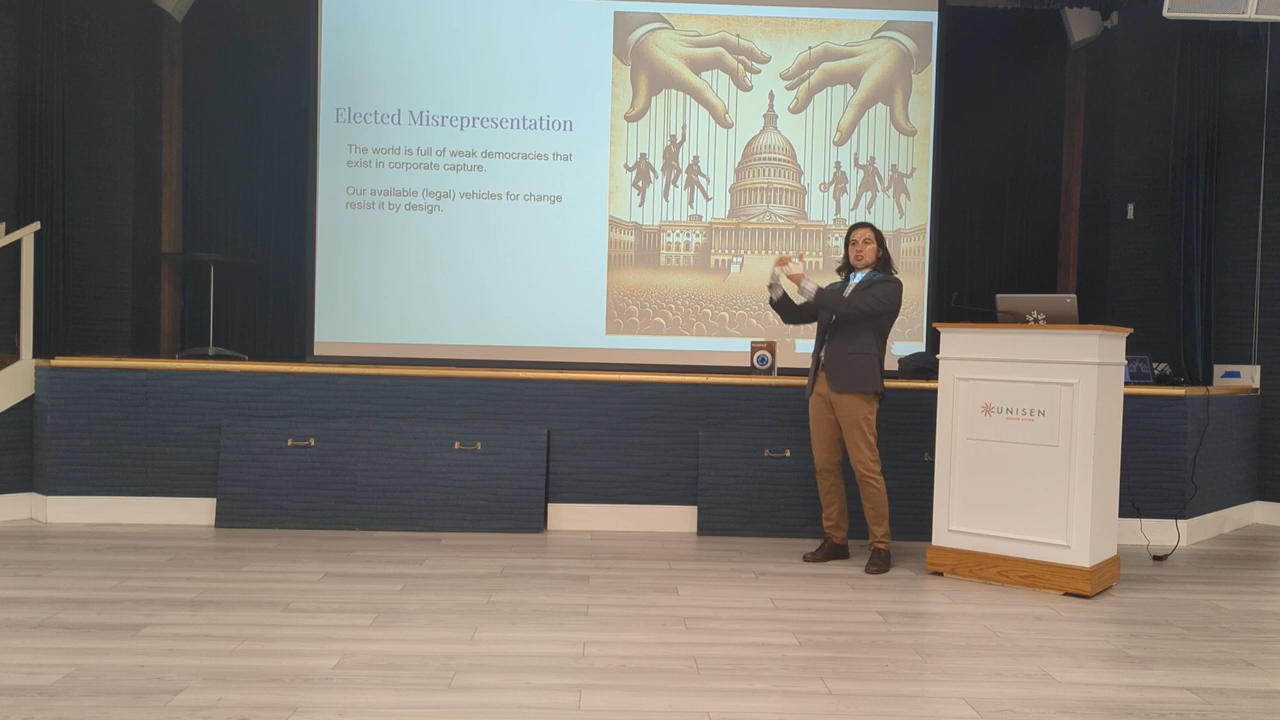 Elected Misrepresentation
The world is full of weak democracies that
exist in corporate capture.
Our available (legal) vehicles for change
resist it by design.
UNISEN